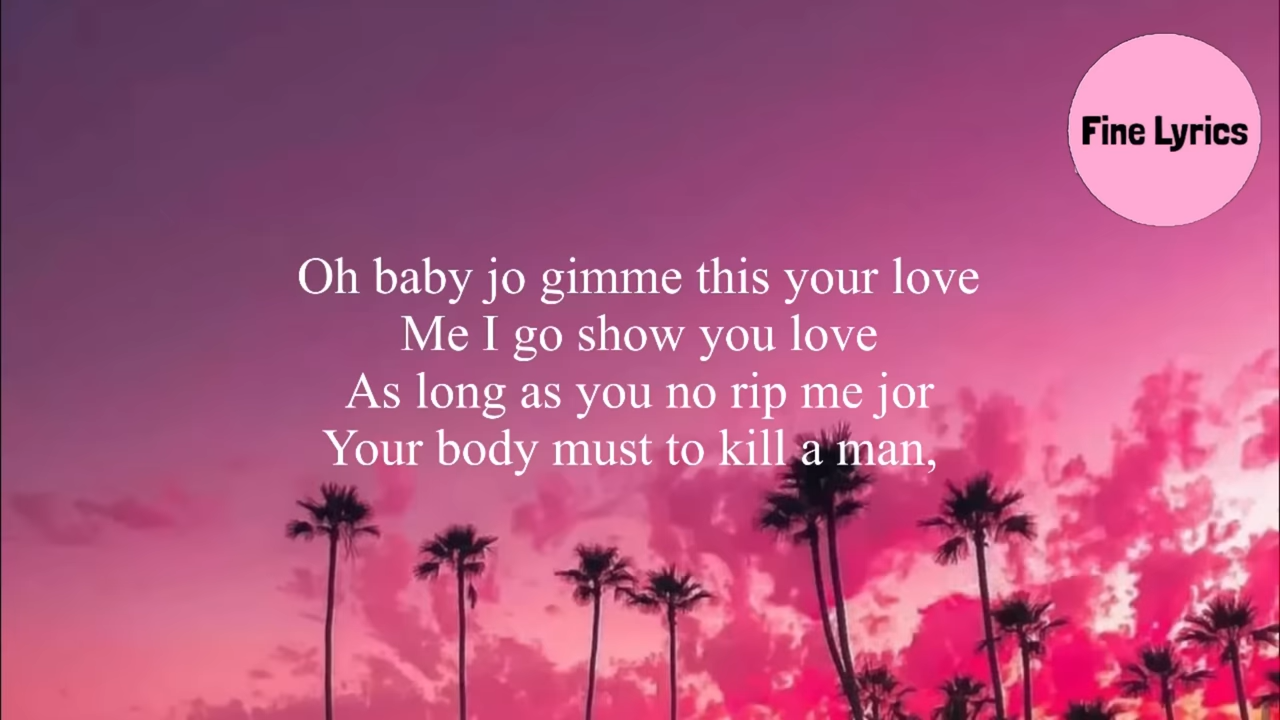 Fine Lyrics
Oh baby jo gimme this your love
Me I go show you love
As long as you no rip me jor
Your body must to kill a man,